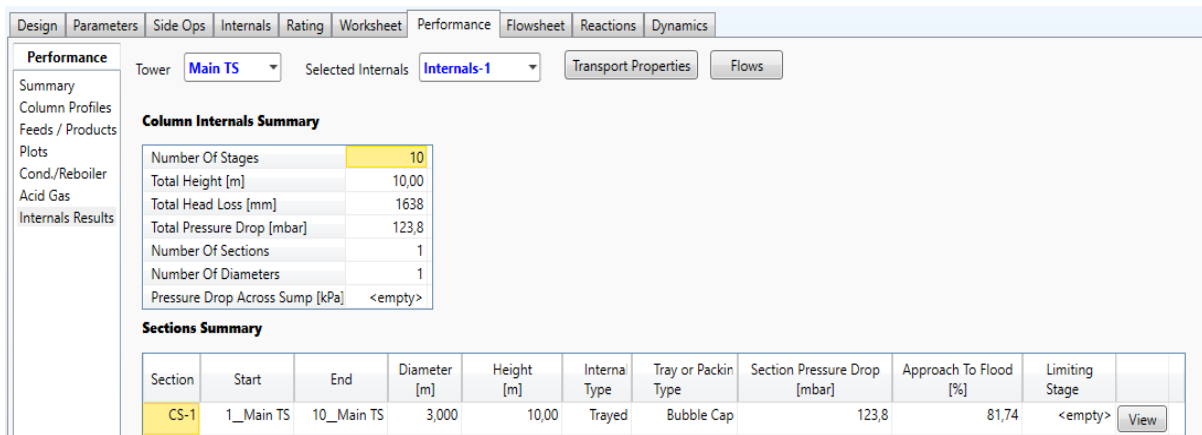 Design Parameters Side Ops Internals Rating Worksheet Performance Flowsheet Reactions Dynamics
Performance
Summary
Column Profiles
Feeds / Products
Plots
Cond./Reboiler
Acid Gas
Internals Results
Tower Main TS Selected Internals Internals-1 Transport Properties Flows
Column Internals Summary
Number Of Stages 10
Total Height [m] 10,00
Total Head Loss [mm] 1638
Total Pressure Drop [mbar] 123,8
Number Of Sections 1
Number Of Diameters 1
Pressure Drop Across Sump [kPa] <empty>
Sections Summary
Section Start End Diameter [m] Height [m] Internal Type Tray or Packin Type Section Pressure Drop [mbar] Approach To Flood [%] Limiting Stage
CS-1 1__Main TS 10__Main TS 3,000 10,00 Trayed Bubble Cap 123,8 81,74 <empty> View